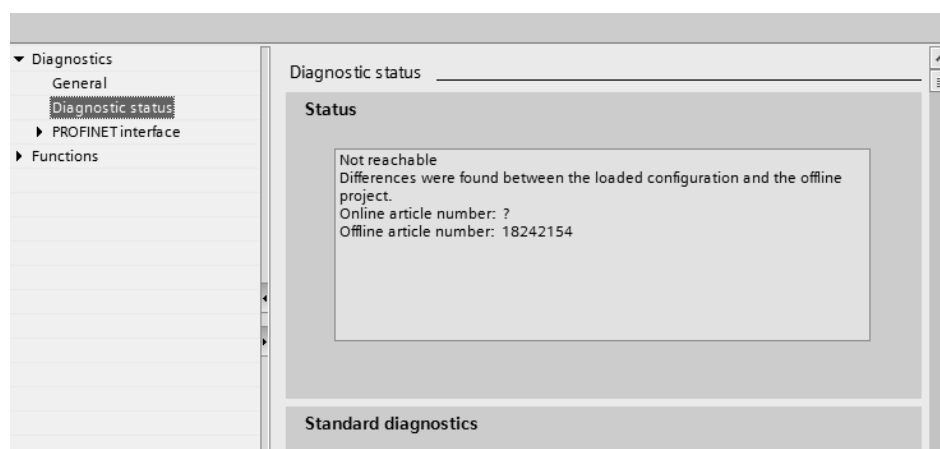 Diagnostics
General
Diagnostic status
PROFINET interface
Functions
Diagnostic status
Status
Not reachable
Differences were found between the loaded configuration and the offline
project.
Online article number: ?
Offline article number: 18242154
Standard diagnostics